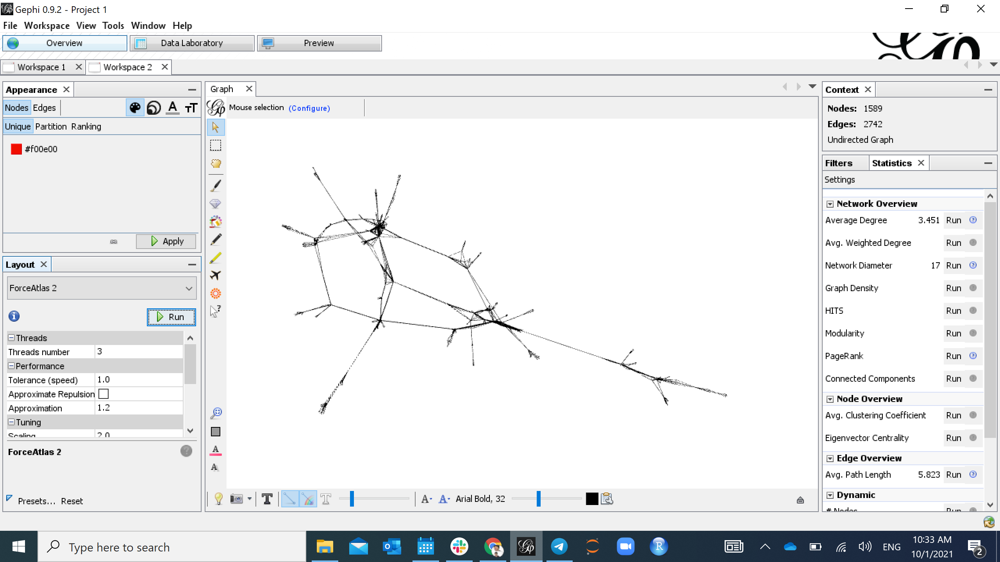 Gephi 0.9.2 - Project 1
File Workspace View Tools Window Help
Overview Data Laboratory Preview
Workspace 1 Workspace 2
Appearance
Nodes Edges
Unique Partition Ranking
#f00e00
Apply
Layout
ForceAtlas 2
Run
Threads
Threads number 3
Performance
Tolerance (speed) 1.0
Approximate Repulsion
Approximation 1.2
Tuning
Scaling 2.0
ForceAtlas 2
Presets... Reset
Graph
Mouse selection (Configure)
Arial Bold, 32
Context
Nodes: 1589
Edges: 2742
Undirected Graph
Filters Statistics
Settings
Network Overview
Average Degree 3.451 Run
Avg. Weighted Degree Run
Network Diameter 17 Run
Graph Density Run
HITS Run
Modularity Run
PageRank Run
Connected Components Run
Node Overview
Avg. Clustering Coefficient Run
Eigenvector Centrality Run
Edge Overview
Avg. Path Length 5.823 Run
Dynamic
# Nodes Run
Type here to search
ENG
10:33 AM
10/1/2021
2